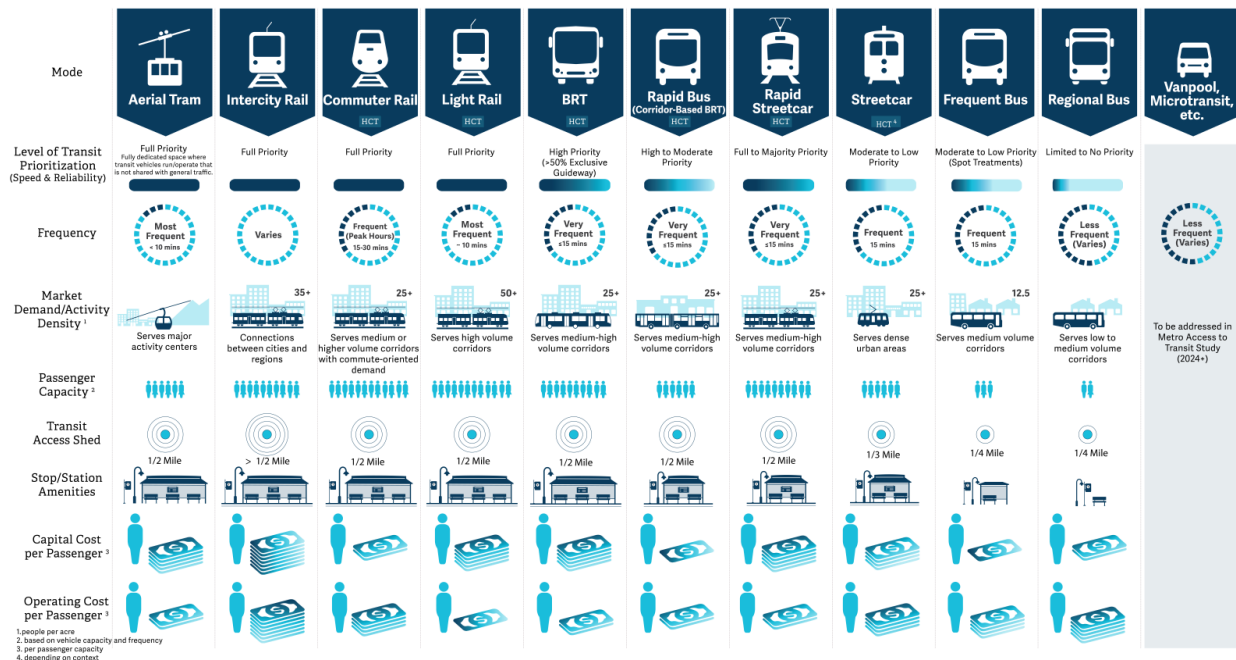 Mode
Aerial Tram
Intercity Rail
Commuter Rail
HCT
Light Rail
HCT
BRT
HCT
Rapid Bus
(Corridor-Based BRT)
HCT
Rapid
Streetcar
HCT
Streetcar
HCT 4
Frequent Bus
Regional Bus
Vanpool,
Microtransit,
etc.
Level of Transit
Prioritization
(Speed & Reliability)
Full Priority
Fully dedicated space where
transit vehicles run/operate that
is not shared with general traffic.
Full Priority
Full Priority
Full Priority
High Priority
(>50% Exclusive
Guideway)
High to Moderate
Priority
Full to Majority Priority
Moderate to Low
Priority
Moderate to Low Priority
(Spot Treatments)
Limited to No Priority
Frequency
Most
Frequent
< 10 mins
Varies
Frequent
(Peak Hours)
15-30 mins
Most
Frequent
~ 10 mins
Very
Frequent
≤15 mins
Very
Frequent
≤15 mins
Very
Frequent
≤15 mins
Frequent
15 mins
Frequent
15 mins
Less
Frequent
(Varies)
Less
Frequent
(Varies)
Market
Demand/Activity
Density 1
Serves major
activity centers
35+
Connections
between cities and
regions
25+
Serves medium or
higher volume corridors
with commute-oriented
demand
50+
Serves high volume
corridors
25+
Serves medium-high
volume corridors
25+
Serves medium-high
volume corridors
25+
Serves medium-high
volume corridors
25+
Serves dense
urban areas
12.5
Serves medium volume
corridors
Serves low to
medium volume
corridors
To be addressed in
Metro Access to
Transit Study
(2024+)
Passenger
Capacity 2
Transit
Access Shed
1/2 Mile
> 1/2 Mile
1/2 Mile
1/2 Mile
1/2 Mile
1/2 Mile
1/2 Mile
1/3 Mile
1/4 Mile
1/4 Mile
Stop/Station
Amenities
Capital Cost
per Passenger 3
Operating Cost
per Passenger 3
1.people per acre
2. based on vehicle capacity and frequency
3. per passenger capacity
4. depending on context